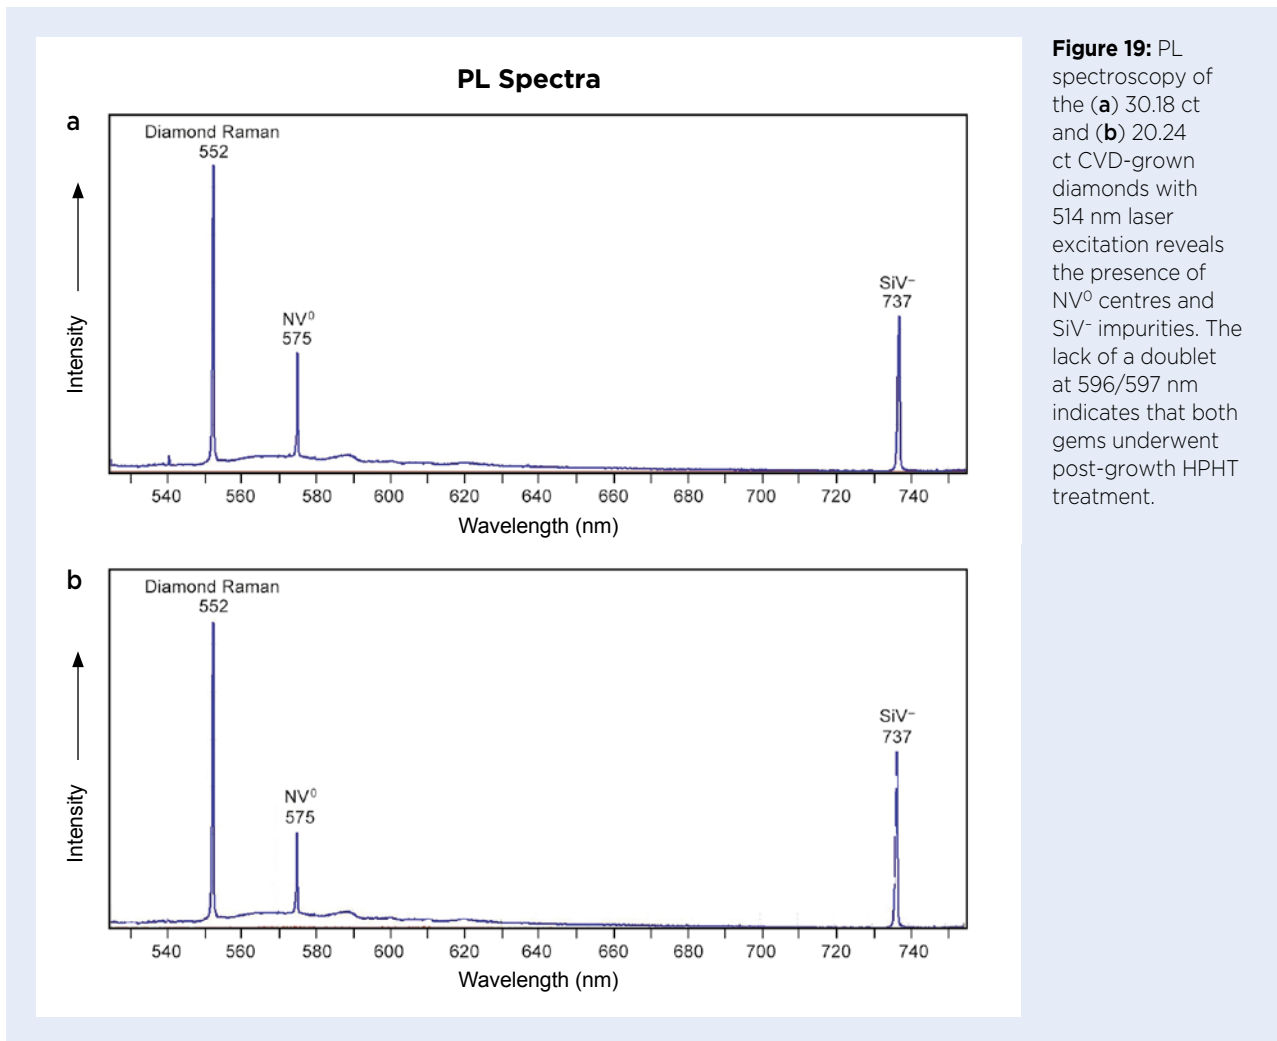 PL Spectra
a
Diamond Raman
552
NV⁰
575
SiV⁻
737
Intensity
540 560 580 600 620 640 660 680 700 720 740
Wavelength (nm)
b
Diamond Raman
552
NV⁰
575
SiV⁻
737
Intensity
540 560 580 600 620 640 660 680 700 720 740
Wavelength (nm)
Figure 19: PL
spectroscopy of
the (a) 30.18 ct
and (b) 20.24
ct CVD-grown
diamonds with
514 nm laser
excitation reveals
the presence of
NV⁰ centres and
SiV⁻ impurities. The
lack of a doublet
at 596/597 nm
indicates that both
gems underwent
post-growth HPHT
treatment.